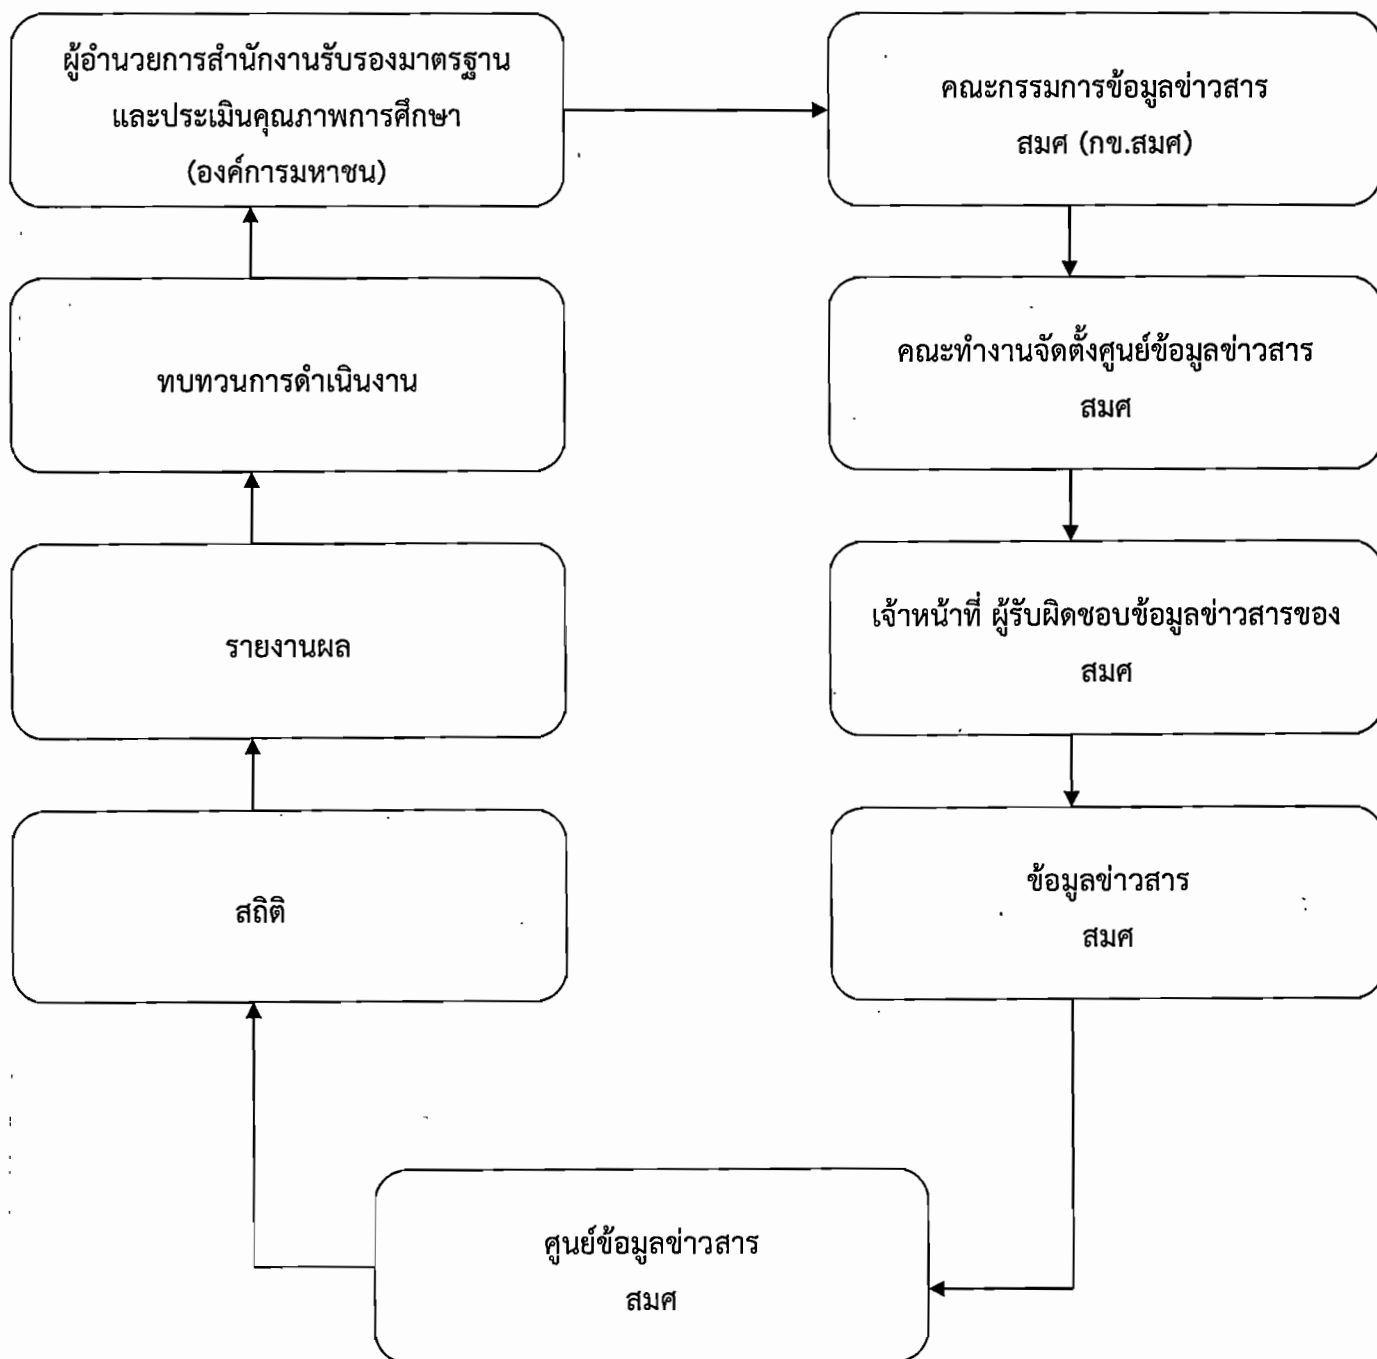 ผู้อำนวยการสำนักงานรับรองมาตรฐาน
และประเมินคุณภาพการศึกษา
(องค์การมหาชน)
คณะกรรมการข้อมูลข่าวสาร
สมศ (กข.สมศ)
ทบทวนการดำเนินงาน
คณะทำงานจัดตั้งศูนย์ข้อมูลข่าวสาร
สมศ
รายงานผล
เจ้าหน้าที่ ผู้รับผิดชอบข้อมูลข่าวสารของ
สมศ
สถิติ
ข้อมูลข่าวสาร
สมศ
ศูนย์ข้อมูลข่าวสาร
สมศ